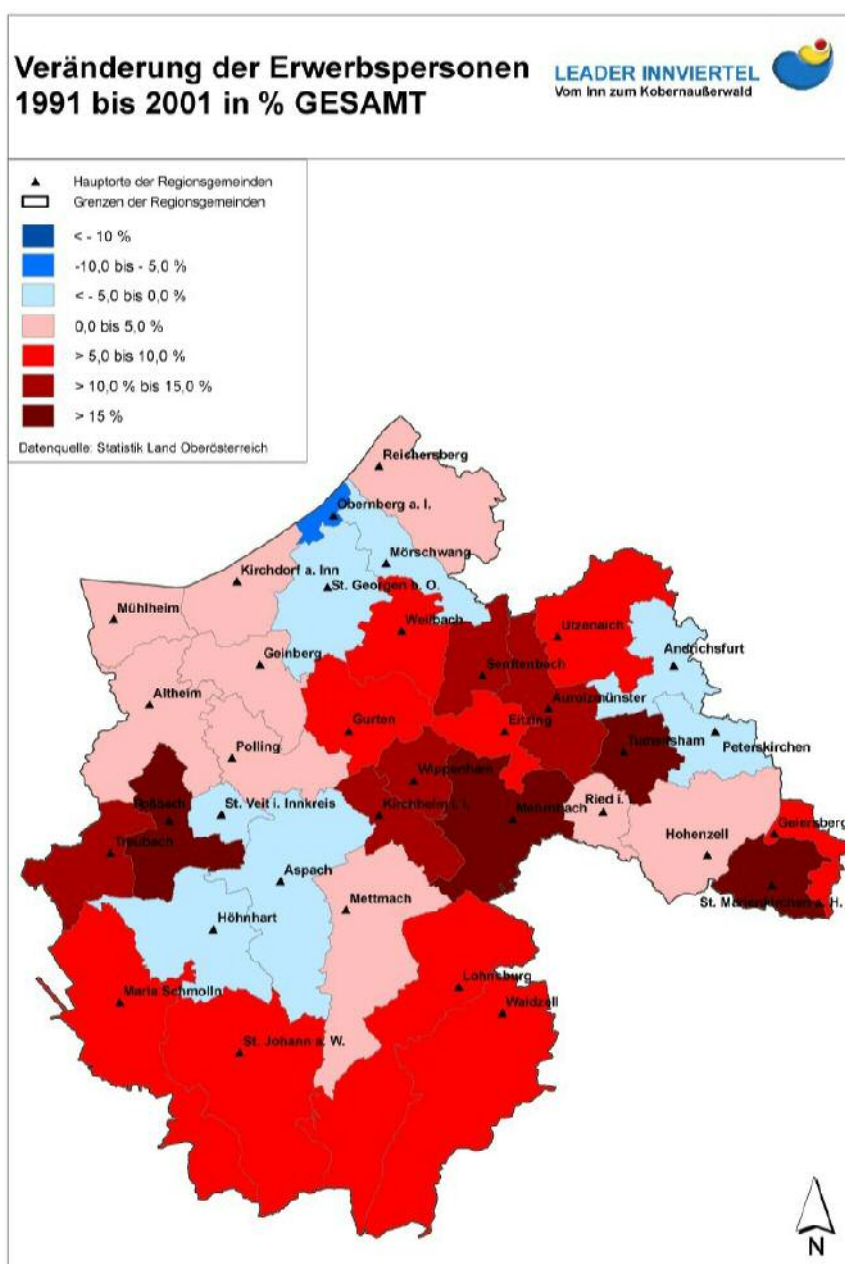 Veränderung der Erwerbspersonen
1991 bis 2001 in % GESAMT
LEADER INNVIERTEL
Vom Inn zum Kobernaußerwald
Hauptorte der Regionsgemeinden
Grenzen der Regionsgemeinden
< - 10 %
-10,0 bis - 5,0 %
< - 5,0 bis 0,0 %
0,0 bis 5,0 %
> 5,0 bis 10,0 %
> 10,0 % bis 15,0 %
> 15 %
Datenquelle: Statistik Land Oberösterreich
Reichersberg
Obernberg a. I.
Mörschwang
Kirchdorf a. Inn
St. Georgen b. O.
Mühlheim
Weilbach
Utzenaich
Geinberg
Senftenbach
Andrichsfurt
Altheim
Aurolzmünster
Gurten
Eitzing
Polling
Tumeltsham
Peterskirchen
Wippenham
Roßbach
St. Veit i. Innkreis
Kirchheim i. I.
Mehrnbach
Ried i.
Geiersberg
Treubach
Hohenzell
Aspach
Mettmach
St. Marienkirchen a. H.
Höhnhart
Lohnsburg
Maria Schmolln
Waldzell
St. Johann a. W.
N